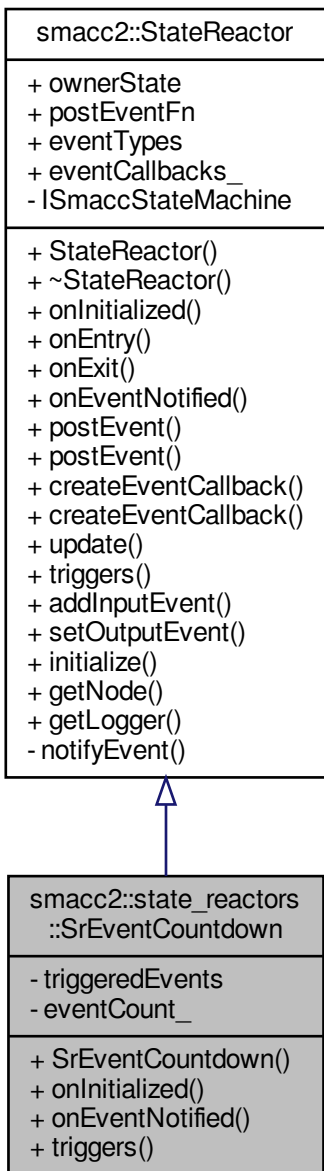 smacc2::StateReactor
+ ownerState
+ postEventFn
+ eventTypes
+ eventCallbacks_
- ISmaccStateMachine
+ StateReactor()
+ ~StateReactor()
+ onInitialized()
+ onEntry()
+ onExit()
+ onEventNotified()
+ postEvent()
+ postEvent()
+ createEventCallback()
+ createEventCallback()
+ update()
+ triggers()
+ addInputEvent()
+ setOutputEvent()
+ initialize()
+ getNode()
+ getLogger()
- notifyEvent()
smacc2::state_reactors
::SrEventCountdown
- triggeredEvents
- eventCount_
+ SrEventCountdown()
+ onInitialized()
+ onEventNotified()
+ triggers()